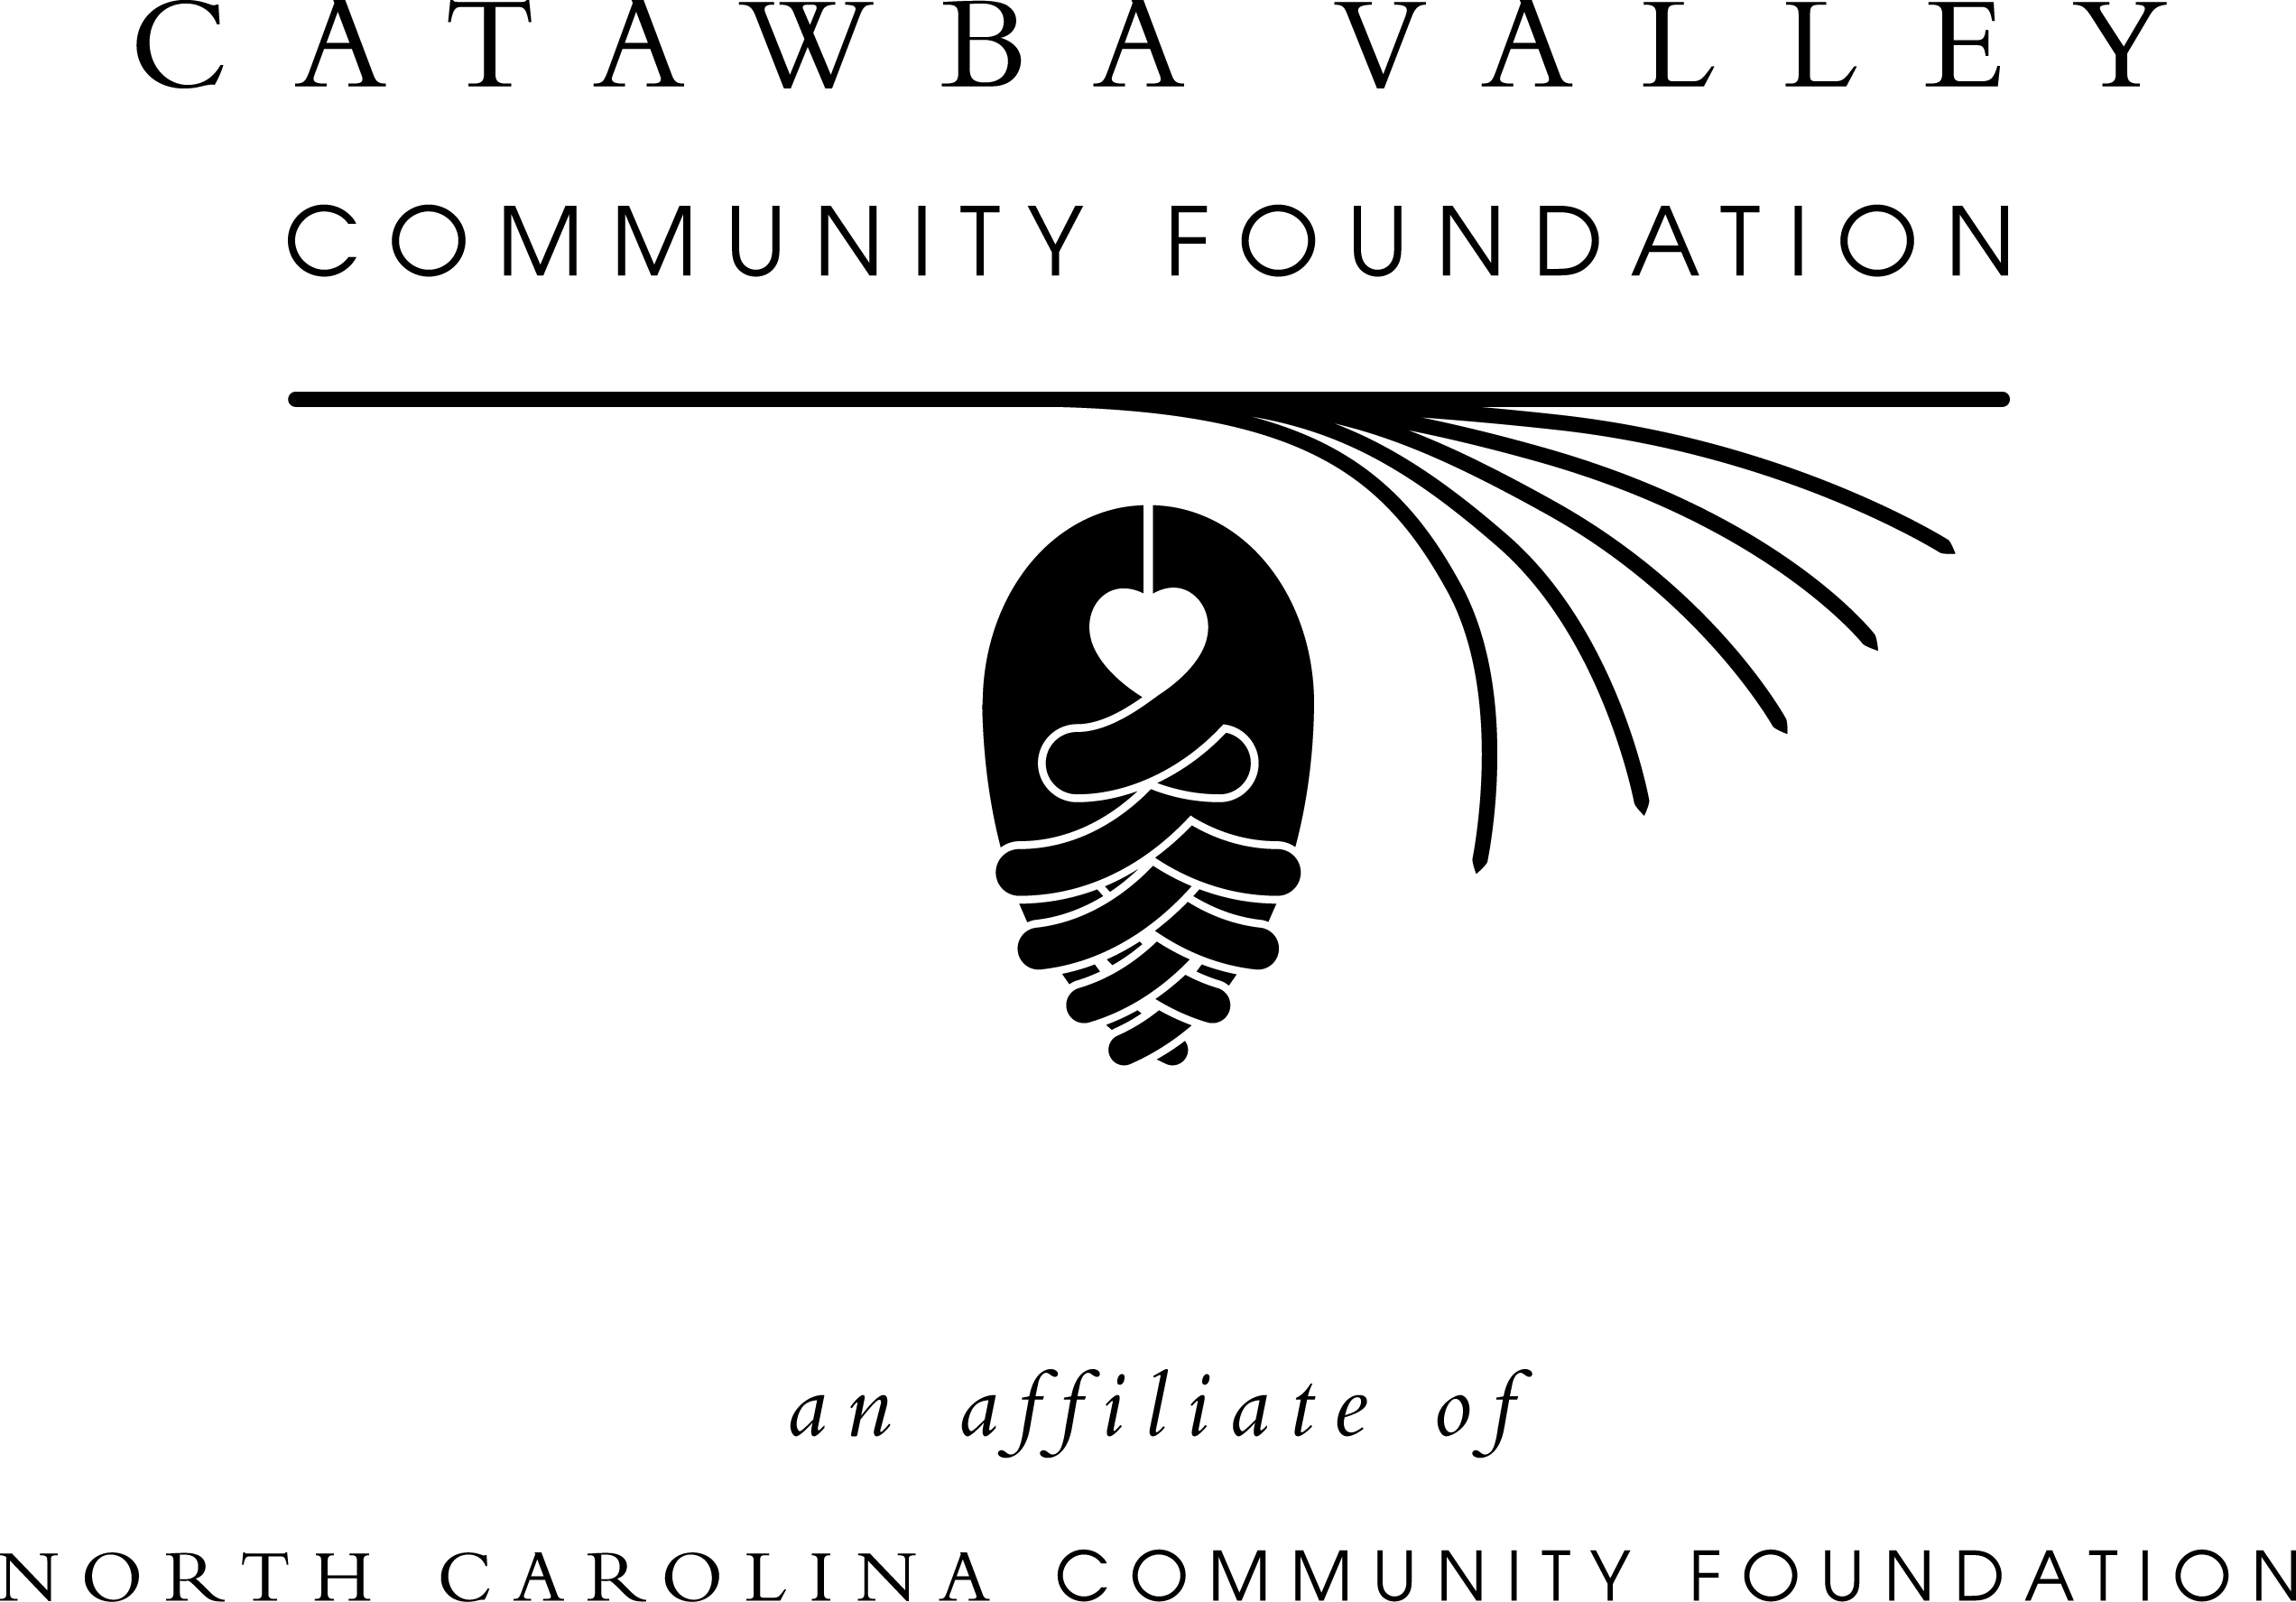 CATAWBA VALLEY
COMMUNITY FOUNDATION
an affiliate of
NORTH CAROLINA COMMUNITY FOUNDATION